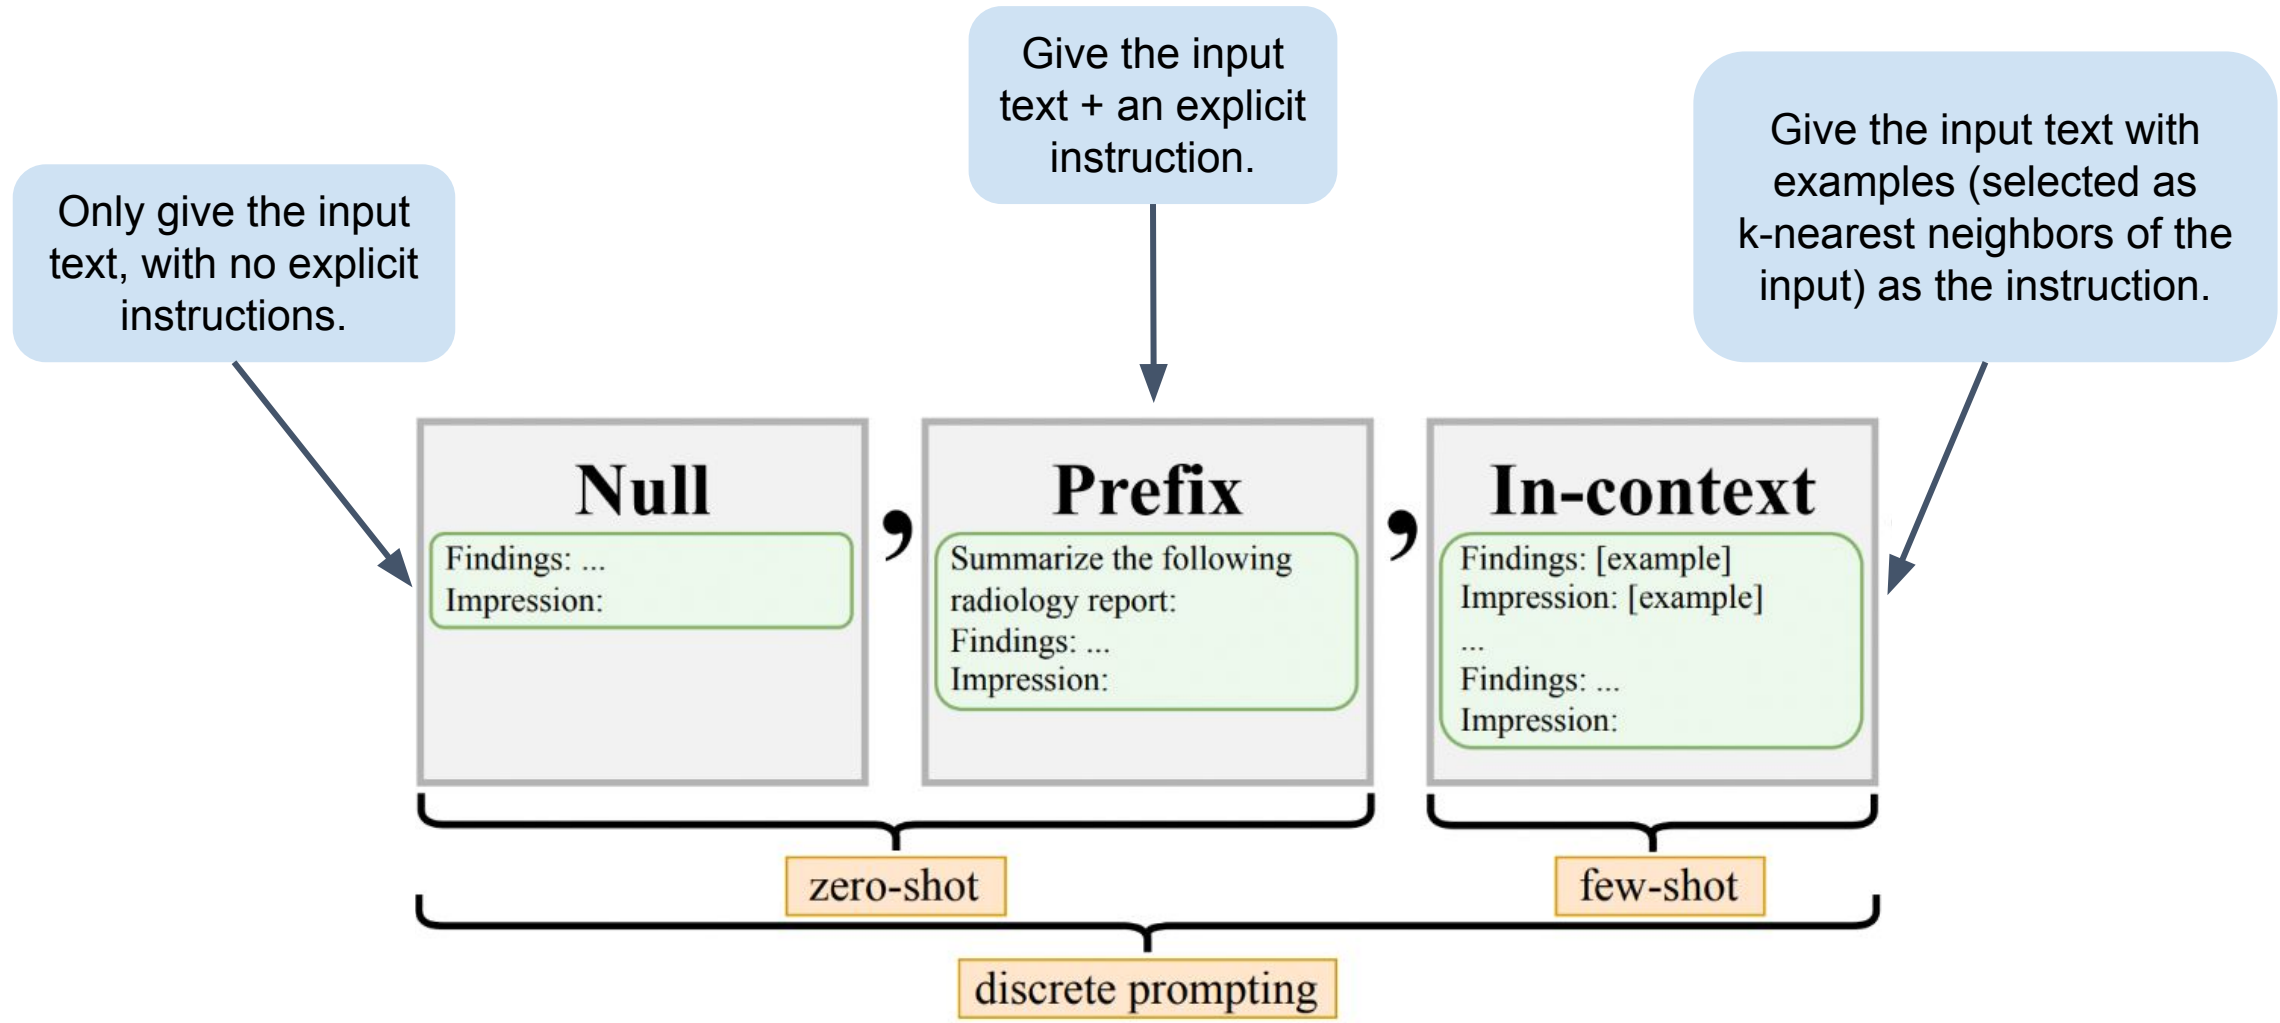 Give the input
text + an explicit
instruction.
Give the input text with
examples (selected as
k-nearest neighbors of the
input) as the instruction.
Only give the input
text, with no explicit
instructions.
Null
Findings: ...
Impression:
,
Prefix
Summarize the following
radiology report:
Findings: ...
Impression:
,
In-context
Findings: [example]
Impression: [example]
...
Findings: ...
Impression:
zero-shot
few-shot
discrete prompting